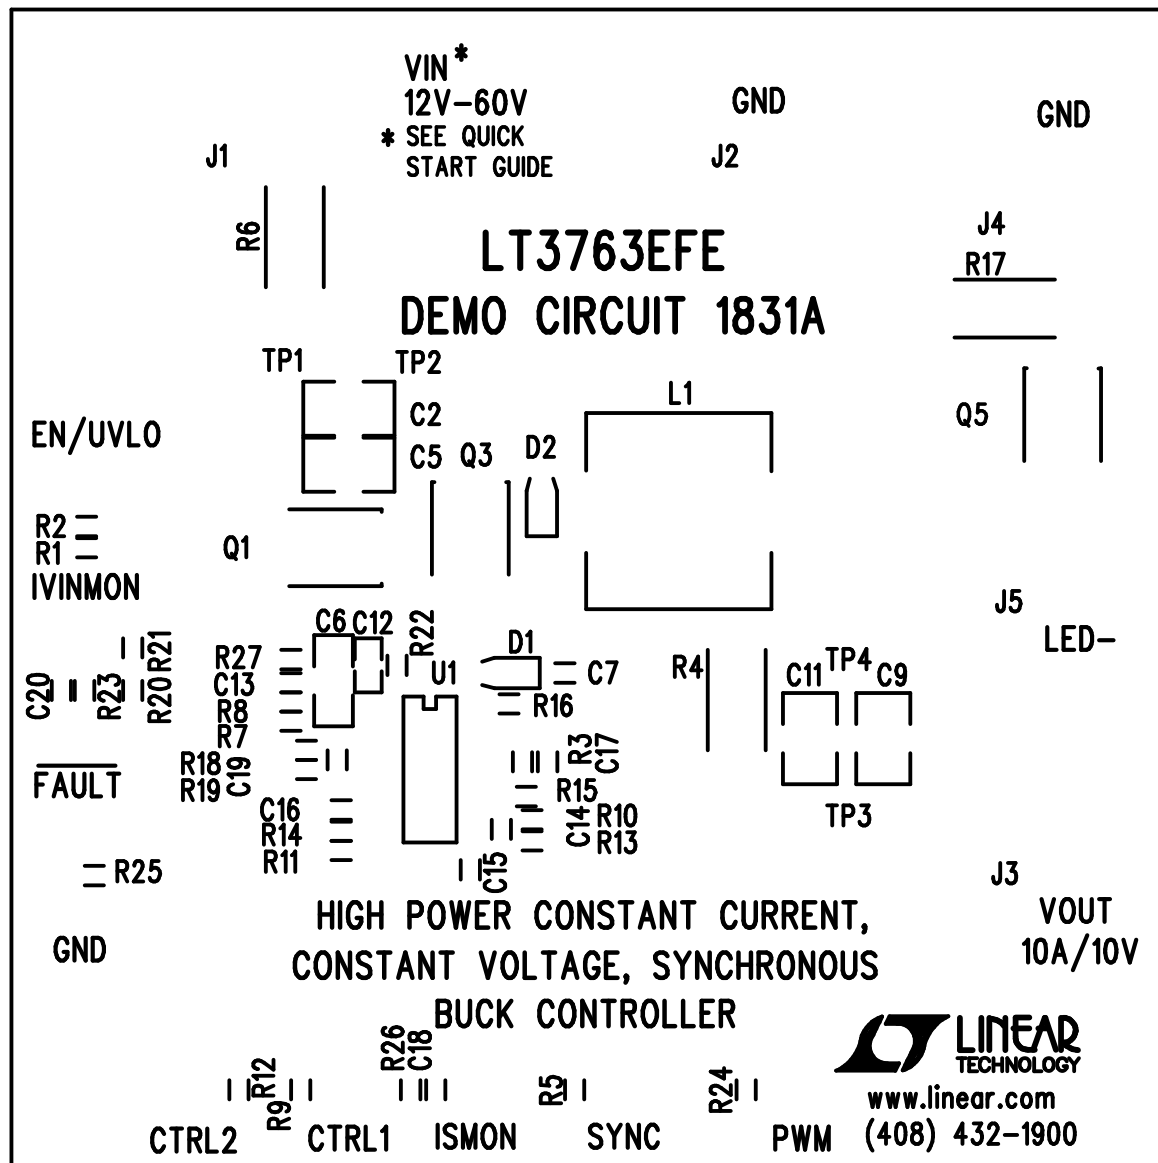 VIN*
12V-60V
* SEE QUICK
START GUIDE
GND
GND
J1
J2
J4
R6
R17
LT3763EFE
DEMO CIRCUIT 1831A
TP1
TP2
L1
C2
Q5
EN/UVLO
C5
Q3
D2
R2
R1
Q1
IVINMON
J5
LED-
C6
C12
R22
D1
R21
R27
U1
C7
R4
C11
TP4
C9
C20
R23
R20
C13
R8
R16
R7
R18
C19
R3
C17
FAULT
R19
R15
TP3
C16
C14
R10
R14
R13
R11
C15
R25
J3
HIGH POWER CONSTANT CURRENT,
CONSTANT VOLTAGE, SYNCHRONOUS
BUCK CONTROLLER
VOUT
10A/10V
GND
R26
C18
LINEAR
TECHNOLOGY
R12
R9
R5
R24
www.linear.com
(408) 432-1900
CTRL2
CTRL1
ISMON
SYNC
PWM